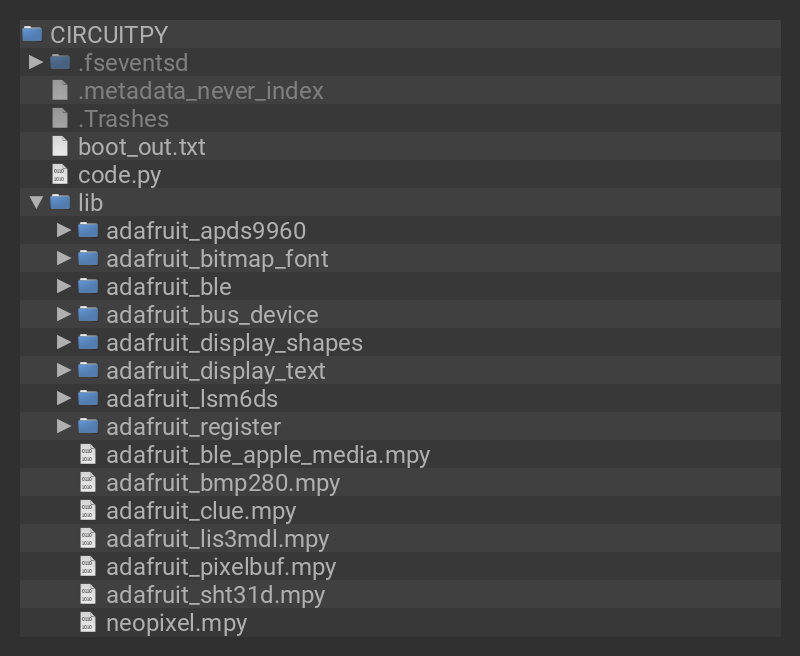 CIRCUITPY
.fseventsd
.metadata_never_index
.Trashes
boot_out.txt
code.py
lib
adafruit_apds9960
adafruit_bitmap_font
adafruit_ble
adafruit_bus_device
adafruit_display_shapes
adafruit_display_text
adafruit_lsm6ds
adafruit_register
adafruit_ble_apple_media.mpy
adafruit_bmp280.mpy
adafruit_clue.mpy
adafruit_lis3mdl.mpy
adafruit_pixelbuf.mpy
adafruit_sht31d.mpy
neopixel.mpy